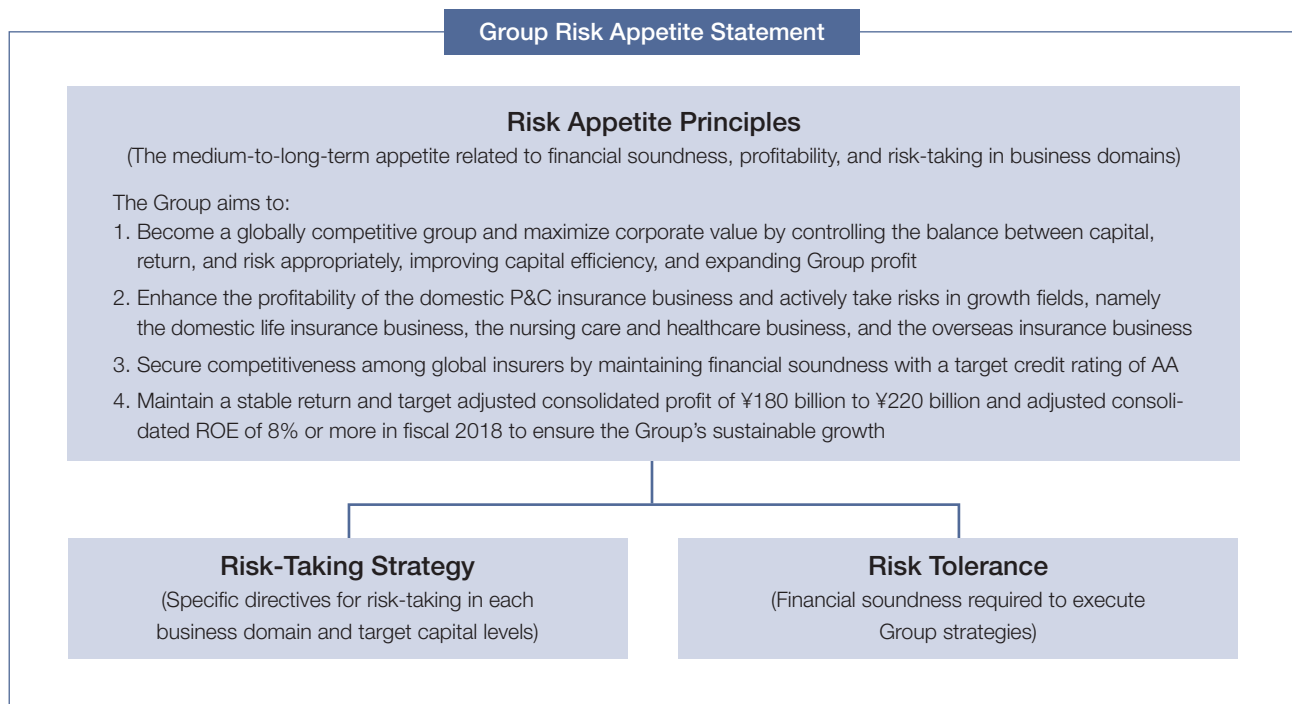 Group Risk Appetite Statement
Risk Appetite Principles
(The medium-to-long-term appetite related to financial soundness, profitability, and risk-taking in business domains)
The Group aims to:
1. Become a globally competitive group and maximize corporate value by controlling the balance between capital,
return, and risk appropriately, improving capital efficiency, and expanding Group profit
2. Enhance the profitability of the domestic P&C insurance business and actively take risks in growth fields, namely
the domestic life insurance business, the nursing care and healthcare business, and the overseas insurance business
3. Secure competitiveness among global insurers by maintaining financial soundness with a target credit rating of AA
4. Maintain a stable return and target adjusted consolidated profit of ¥180 billion to ¥220 billion and adjusted consoli-
dated ROE of 8% or more in fiscal 2018 to ensure the Group's sustainable growth
Risk-Taking Strategy
(Specific directives for risk-taking in each
business domain and target capital levels)
Risk Tolerance
(Financial soundness required to execute
Group strategies)